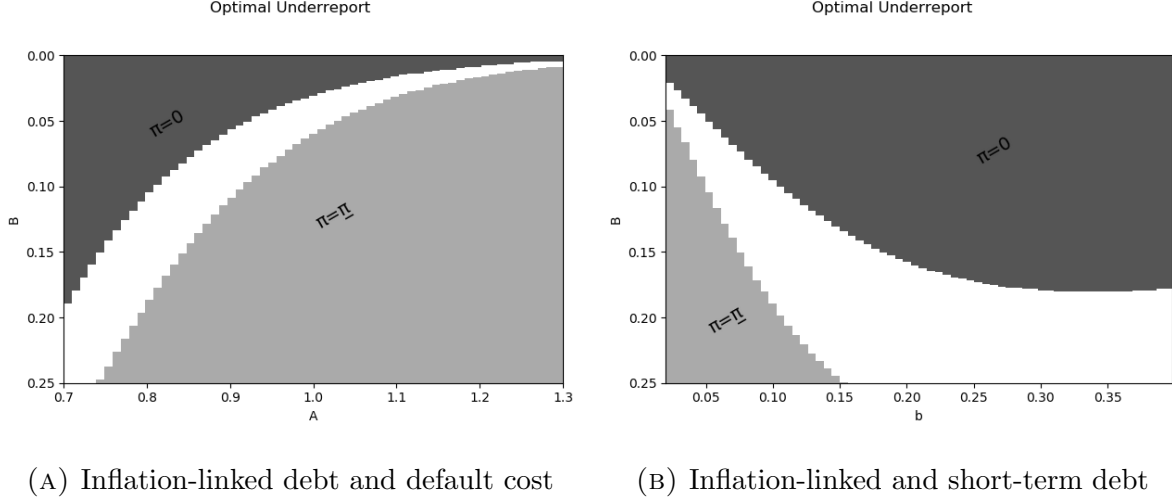 Optimal Underreport
0.00
0.05
0.10
0.15
0.20
0.25
B
π=0
π=π̲
0.7 0.8 0.9 1.0 1.1 1.2 1.3
A
(A) Inflation-linked debt and default cost
Optimal Underreport
0.00
0.05
0.10
0.15
0.20
0.25
B
π=0
π=π̲
0.05 0.10 0.15 0.20 0.25 0.30 0.35
b
(B) Inflation-linked and short-term debt